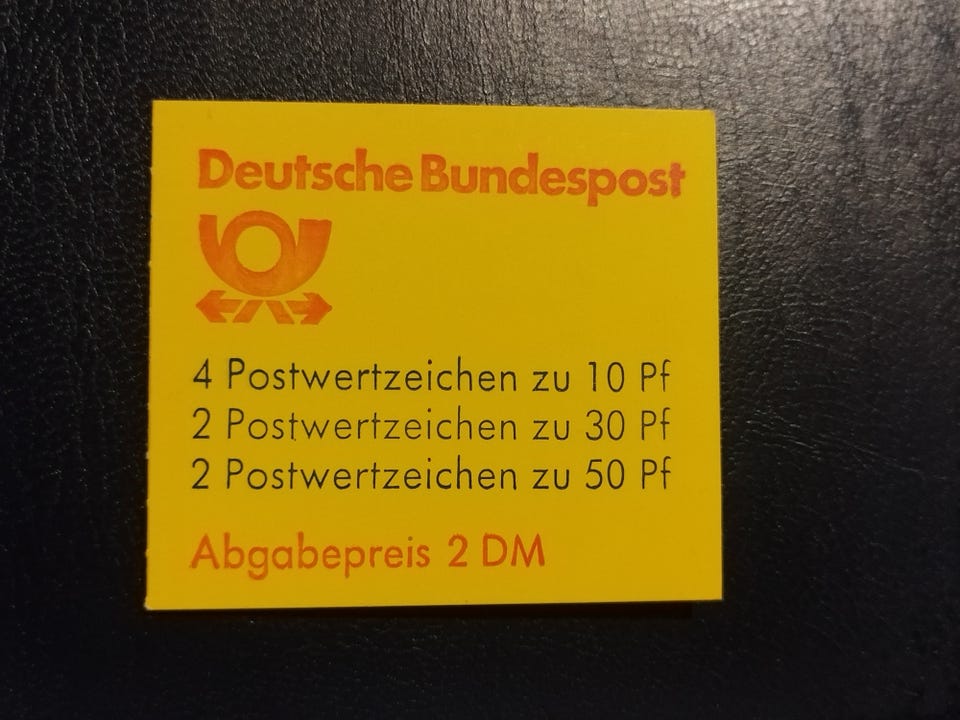 Deutsche Bundespost
4 Postwertzeichen zu 10 Pf
2 Postwertzeichen zu 30 Pf
2 Postwertzeichen zu 50 Pf
Abgabepreis 2 DM